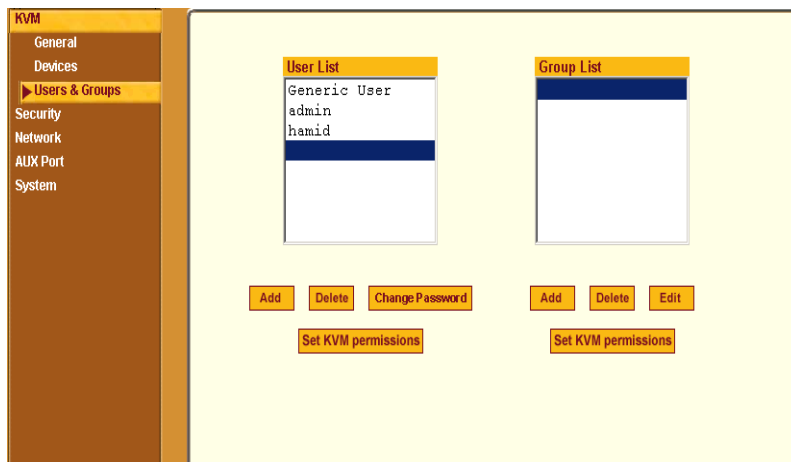 KVM
General
Devices
Users & Groups
Security
Network
AUX Port
System
User List
Generic User
admin
hamid
Add Delete Change Password
Set KVM permissions
Group List
Add Delete Edit
Set KVM permissions